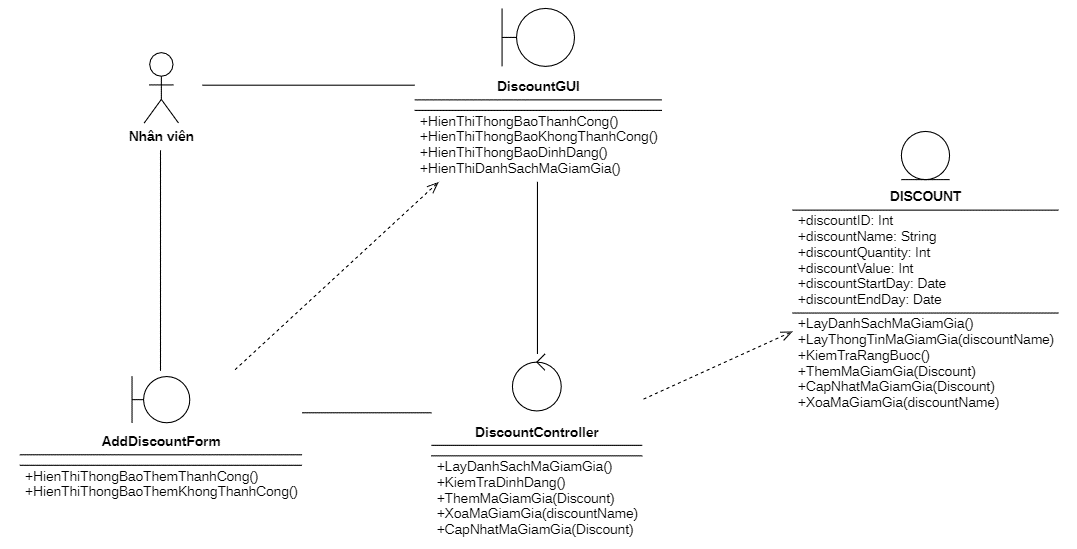 DiscountGUI
+HienThiThongBaoThanhCong()
+HienThiThongBaoKhongThanhCong()
+HienThiThongBaoDinhDang()
+HienThiDanhSachMaGiamGia()
Nhân viên
DISCOUNT
+discountID: Int
+discountName: String
+discountQuantity: Int
+discountValue: Int
+discountStartDay: Date
+discountEndDay: Date
+LayDanhSachMaGiamGia()
+LayThongTinMaGiamGia(discountName)
+KiemTraRangBuoc()
+ThemMaGiamGia(Discount)
+CapNhatMaGiamGia(Discount)
+XoaMaGiamGia(discountName)
AddDiscountForm
+HienThiThongBaoThemThanhCong()
+HienThiThongBaoThemKhongThanhCong()
DiscountController
+LayDanhSachMaGiamGia()
+KiemTraDinhDang()
+ThemMaGiamGia(Discount)
+XoaMaGiamGia(discountName)
+CapNhatMaGiamGia(Discount)